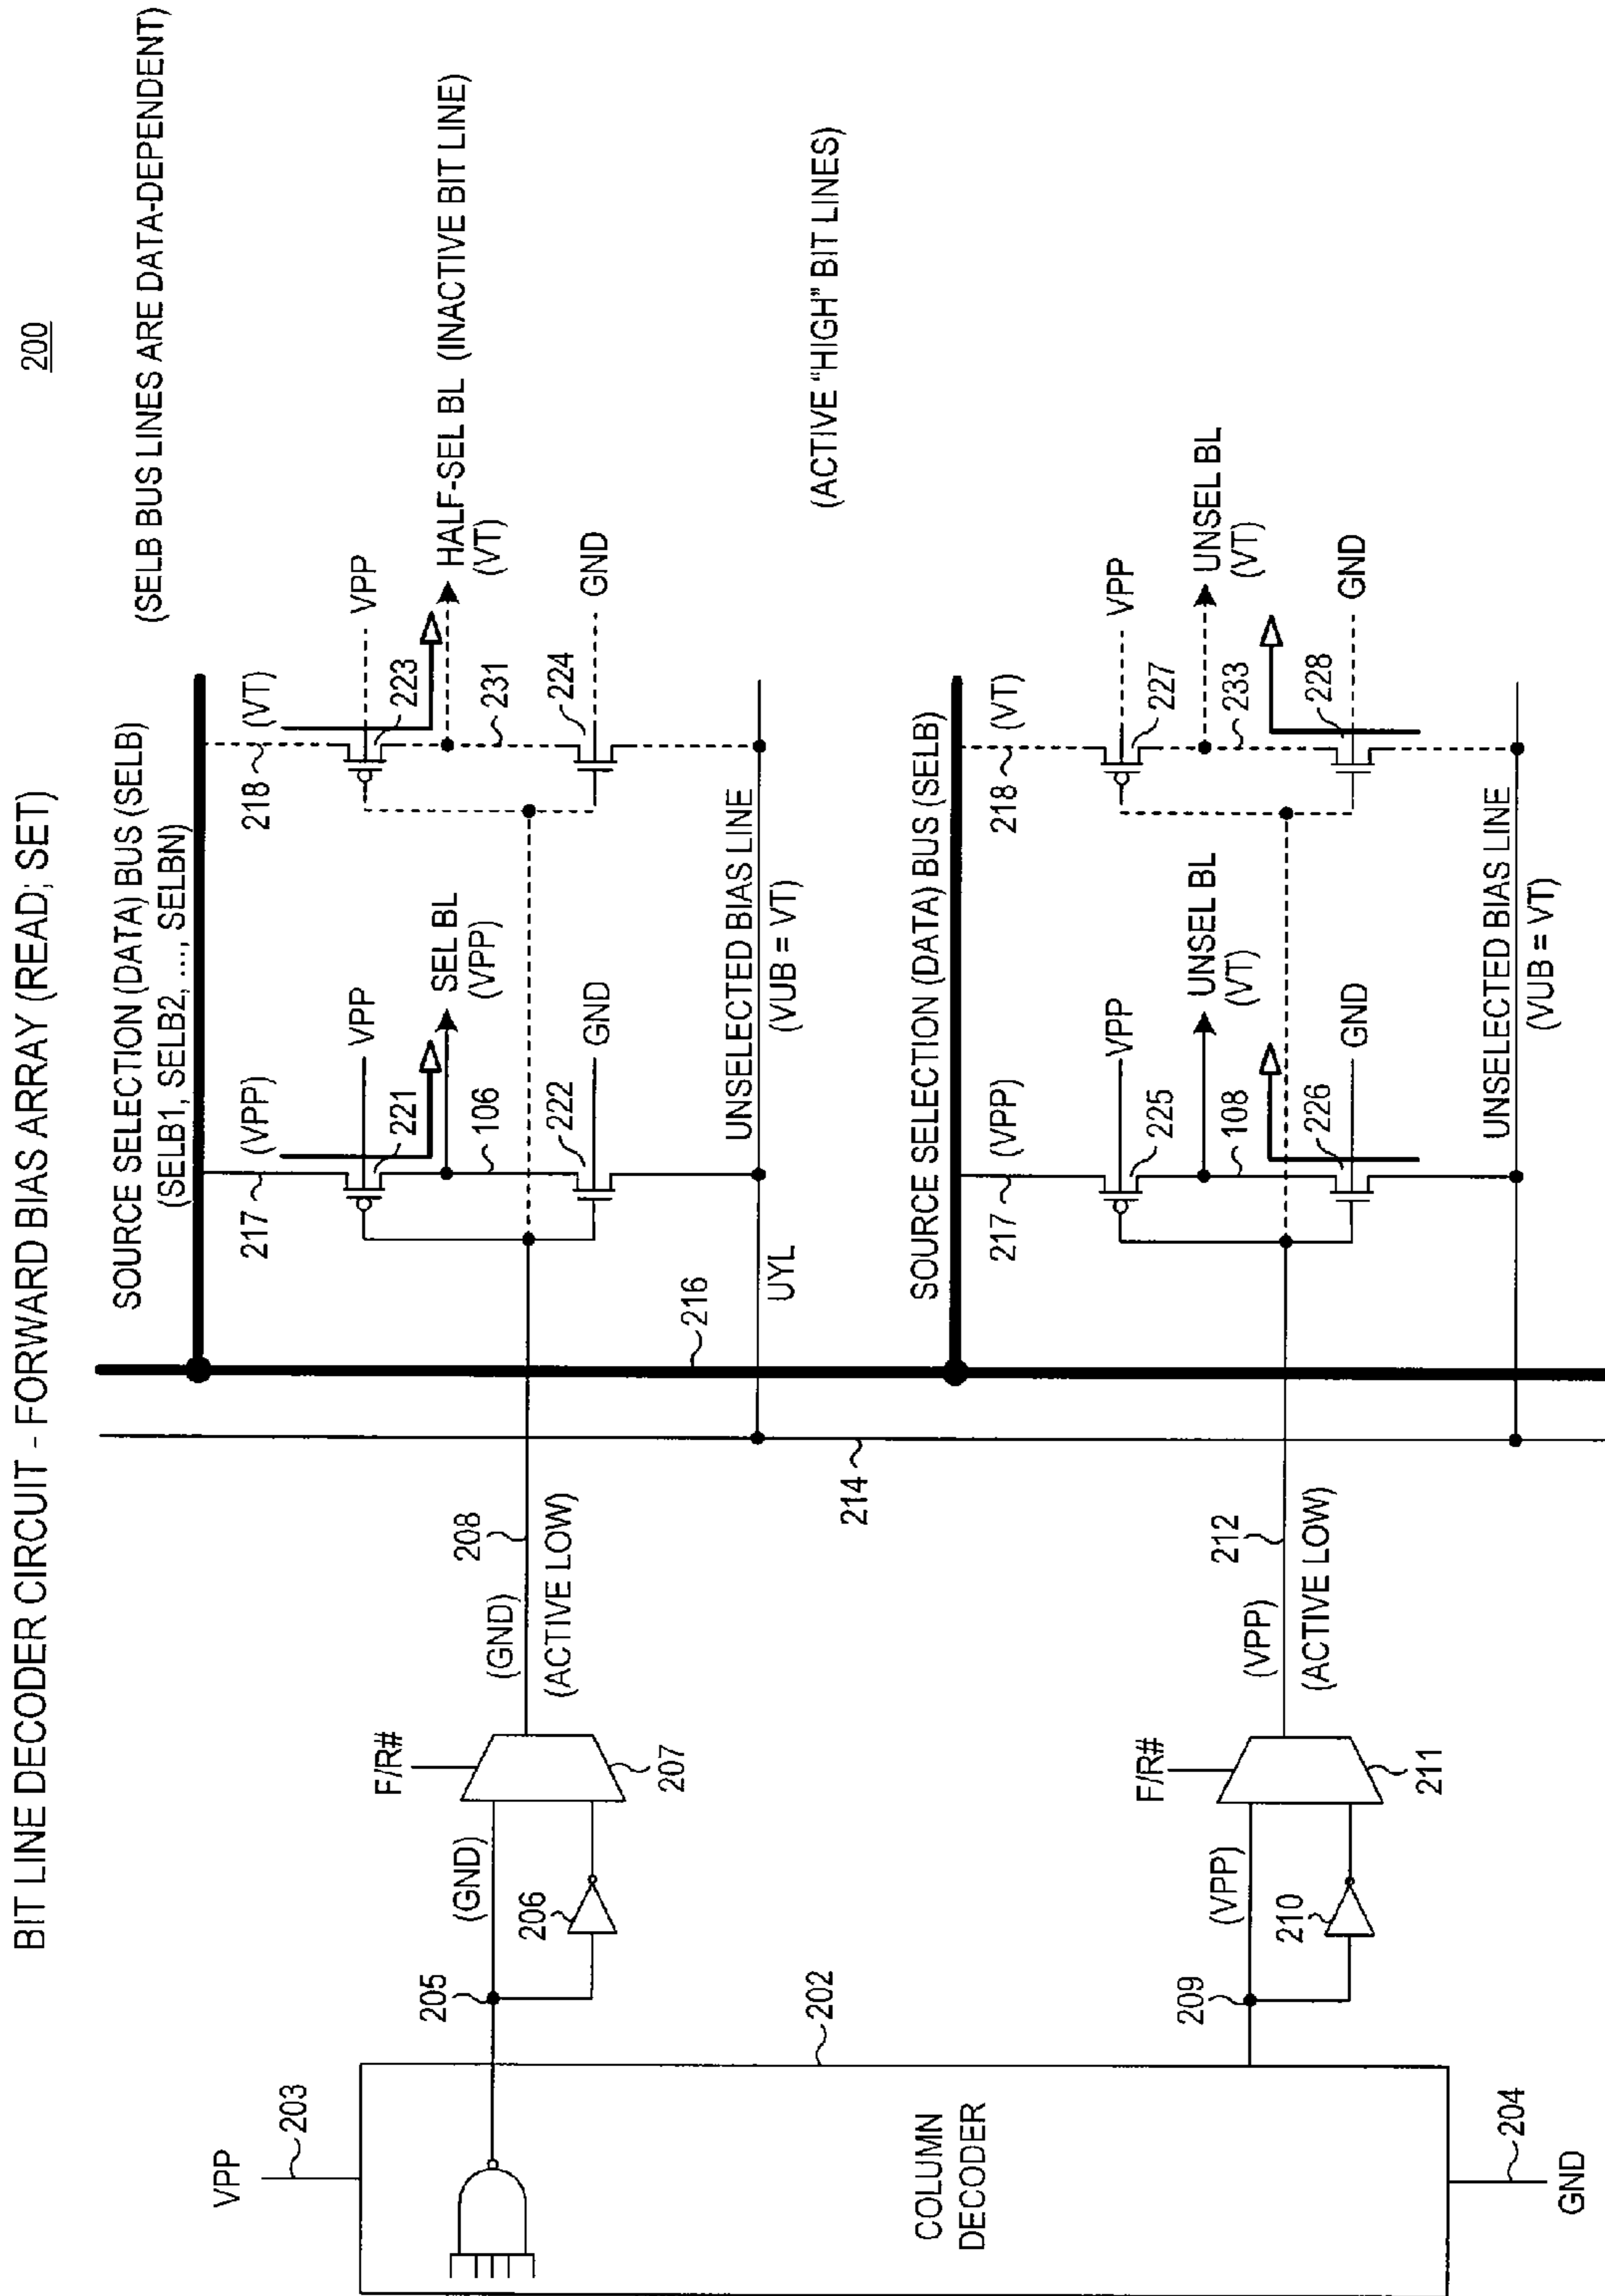 BIT LINE DECODER CIRCUIT - FORWARD BIAS ARRAY (READ; SET)
200
(SELB BUS LINES ARE DATA-DEPENDENT)
SOURCE SELECTION (DATA) BUS (SELB)
(SELB1, SELB2, ..., SELBN)
217
(VPP)
218
(VT)
VPP
221
SEL BL
(VPP)
106
222
GND
VPP
223
HALF-SEL BL (INACTIVE BIT LINE)
(VT)
231
224
GND
UYL
UNSELECTED BIAS LINE
(VUB = VT)
(ACTIVE "HIGH" BIT LINES)
VPP
203
205
(GND)
206
F/R#
207
(GND)
208
(ACTIVE LOW)
216
214
202
COLUMN
DECODER
204
GND
209
(VPP)
210
F/R#
211
(VPP)
212
(ACTIVE LOW)
SOURCE SELECTION (DATA) BUS (SELB)
217
(VPP)
218
(VT)
VPP
225
UNSEL BL
(VT)
108
226
GND
VPP
227
UNSEL BL
(VT)
233
228
GND
UNSELECTED BIAS LINE
(VUB = VT)